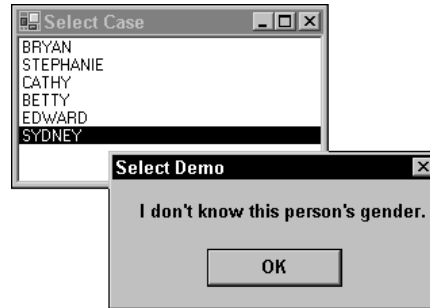 Select Case
BRYAN
STEPHANIE
CATHY
BETTY
EDWARD
SYDNEY
Select Demo
I don't know this person's gender.
OK